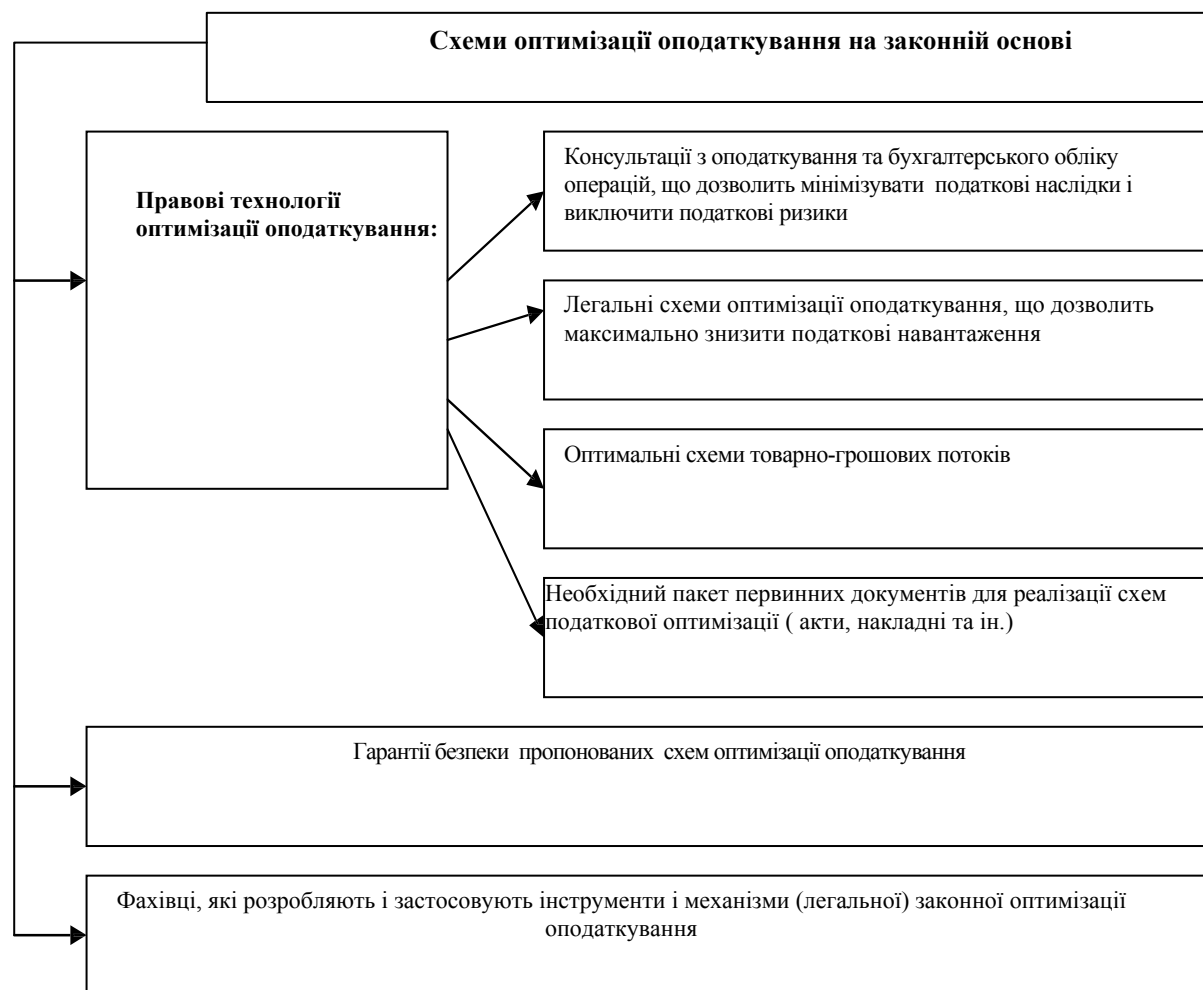 Схеми оптимізації оподаткування на законній основі
Правові технології
оптимізації оподаткування:
Консультації з оподаткування та бухгалтерського обліку
операцій, що дозволить мінімізувати податкові наслідки і
виключити податкові ризики
Легальні схеми оптимізації оподаткування, що дозволить
максимально знизити податкові навантаження
Оптимальні схеми товарно-грошових потоків
Необхідний пакет первинних документів для реалізації схем
податкової оптимізації ( акти, накладні та ін.)
Гарантії безпеки пропонованих схем оптимізації оподаткування
Фахівці, які розробляють і застосовують інструменти і механізми (легальної) законної оптимізації
оподаткування